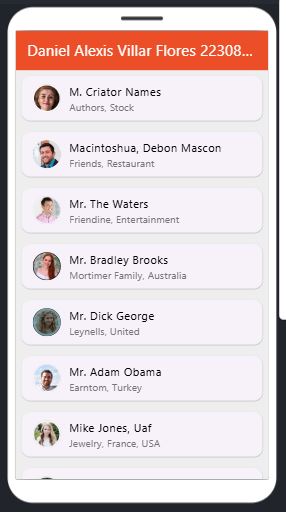 Daniel Alexis Villar Flores 22308...
M. Criator Names
Authors, Stock
Macintoshua, Debon Mascon
Friends, Restaurant
Mr. The Waters
Friendine, Entertainment
Mr. Bradley Brooks
Mortimer Family, Australia
Mr. Dick George
Leynells, United
Mr. Adam Obama
Earntom, Turkey
Mike Jones, Uaf
Jewelry, France, USA